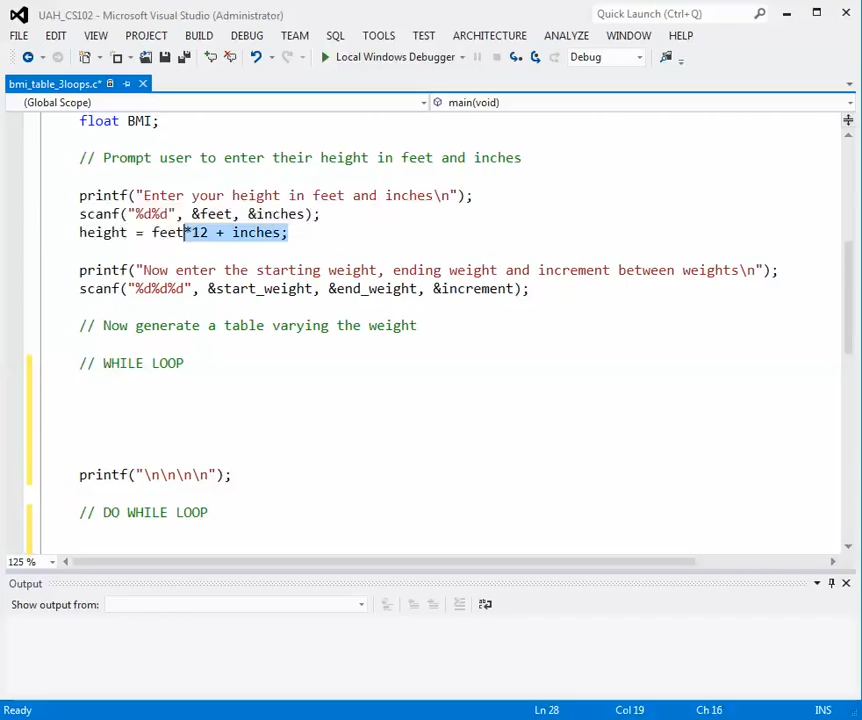 UAH_CS102 - Microsoft Visual Studio (Administrator)
Quick Launch (Ctrl+Q)
FILE EDIT VIEW PROJECT BUILD DEBUG TEAM SQL TOOLS TEST ARCHITECTURE ANALYZE WINDOW HELP
Local Windows Debugger
Debug
bmi_table_3loops.c*
(Global Scope)
main(void)
float BMI;
// Prompt user to enter their height in feet and inches
printf("Enter your height in feet and inches\n");
scanf("%d%d", &feet, &inches);
height = feet*12 + inches;
printf("Now enter the starting weight, ending weight and increment between weights\n");
scanf("%d%d%d", &start_weight, &end_weight, &increment);
// Now generate a table varying the weight
// WHILE LOOP
printf("\n\n\n\n");
// DO WHILE LOOP
125 %
Output
Show output from:
Ready
Ln 28
Col 19
Ch 16
INS